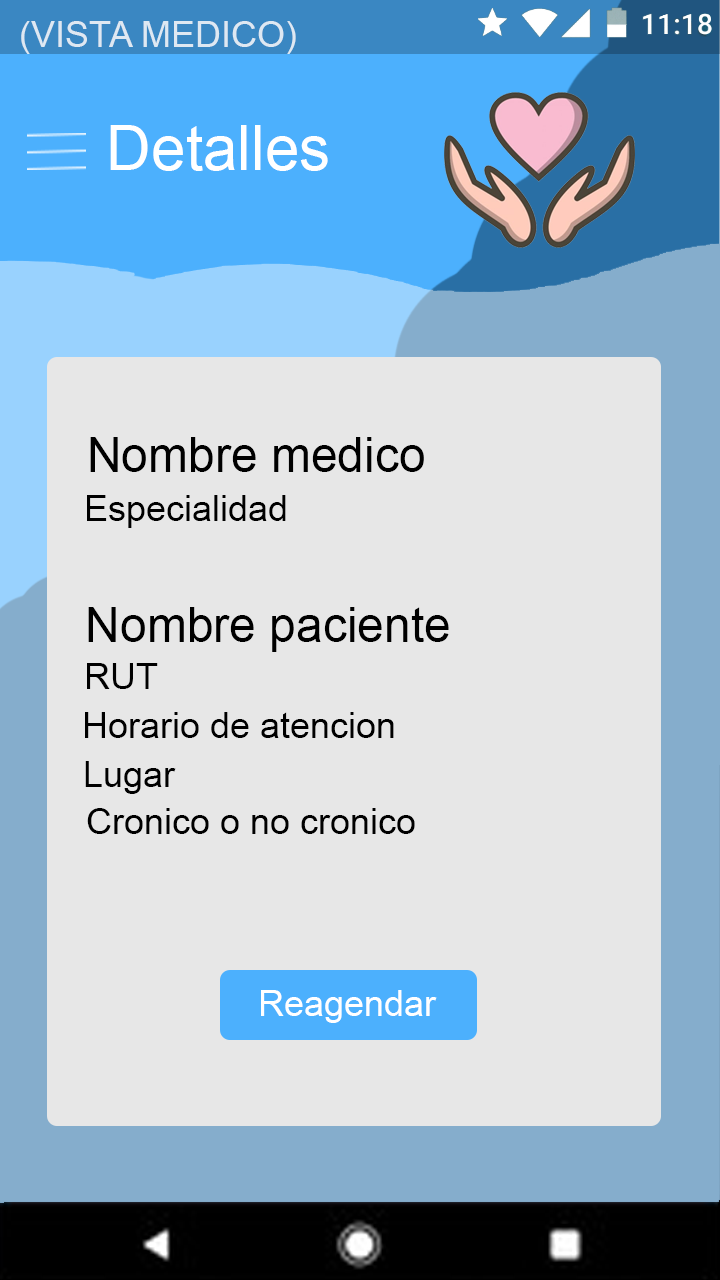 (VISTA MEDICO)
11:18
Detalles
Nombre medico
Especialidad
Nombre paciente
RUT
Horario de atencion
Lugar
Cronico o no cronico
Reagendar